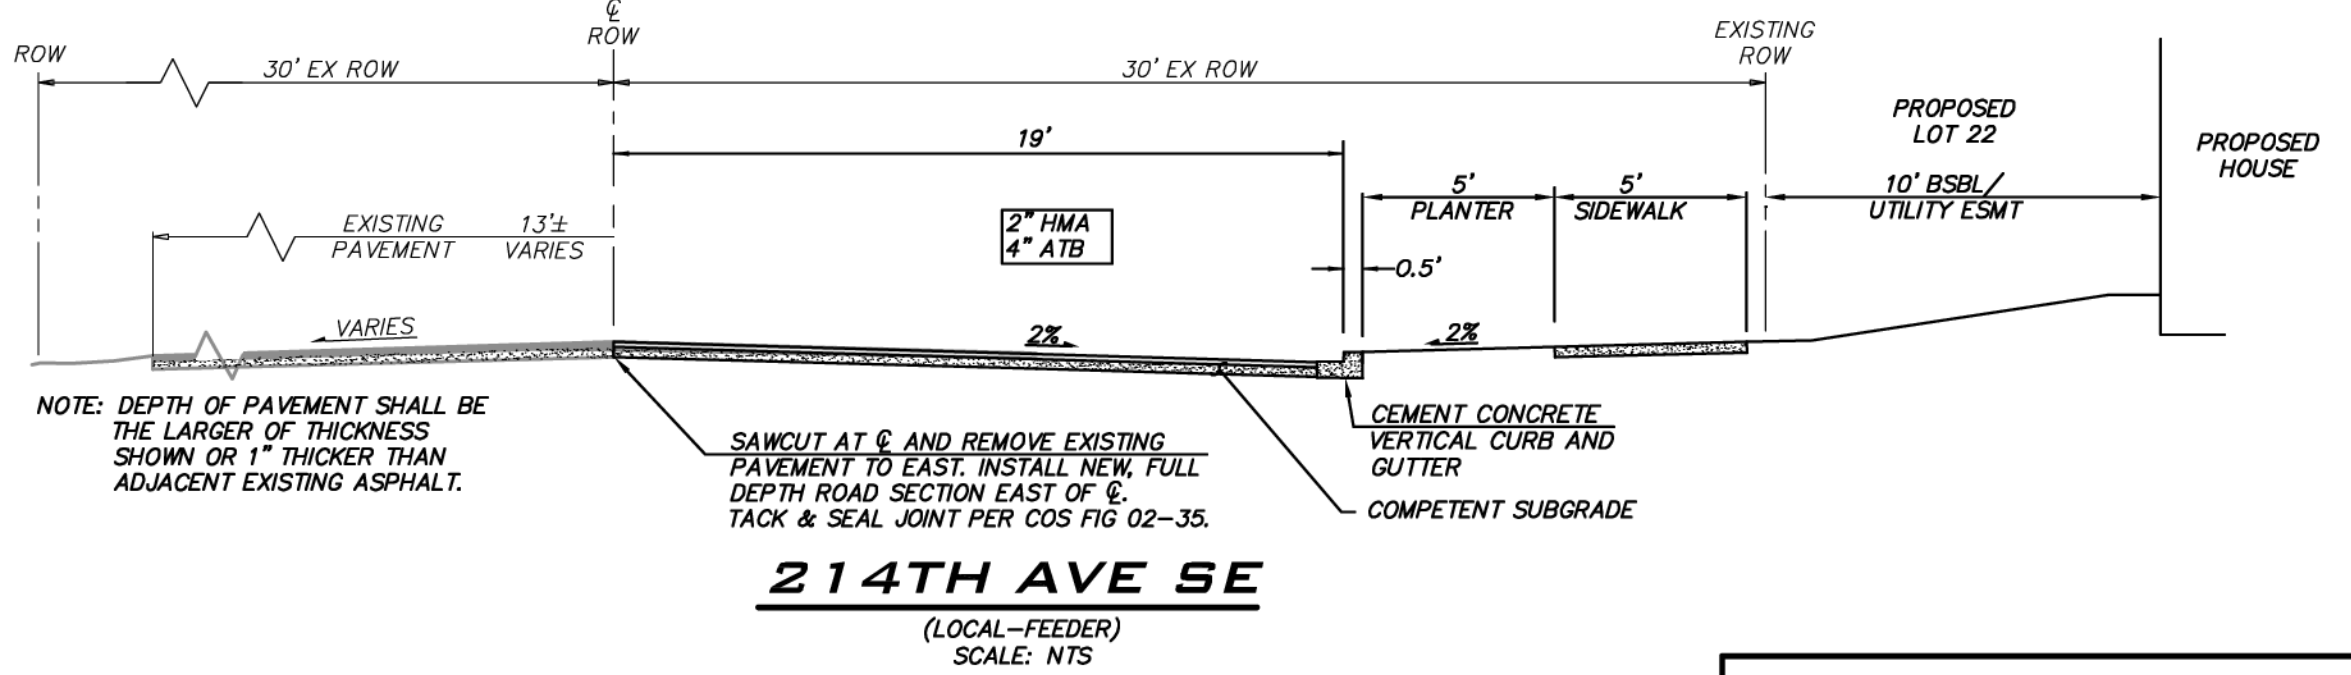 ℄
ROW
ROW
EXISTING
ROW
30' EX ROW
30' EX ROW
PROPOSED
LOT 22
PROPOSED
HOUSE
19'
5'
PLANTER
5'
SIDEWALK
10' BSBL/
UTILITY ESMT
EXISTING
PAVEMENT
13'±
VARIES
2" HMA
4" ATB
0.5'
VARIES
2%
2%
NOTE: DEPTH OF PAVEMENT SHALL BE
THE LARGER OF THICKNESS
SHOWN OR 1" THICKER THAN
ADJACENT EXISTING ASPHALT.
SAWCUT AT ℄ AND REMOVE EXISTING
PAVEMENT TO EAST. INSTALL NEW, FULL
DEPTH ROAD SECTION EAST OF ℄.
TACK & SEAL JOINT PER COS FIG 02-35.
CEMENT CONCRETE
VERTICAL CURB AND
GUTTER
COMPETENT SUBGRADE
214TH AVE SE
(LOCAL-FEEDER)
SCALE: NTS